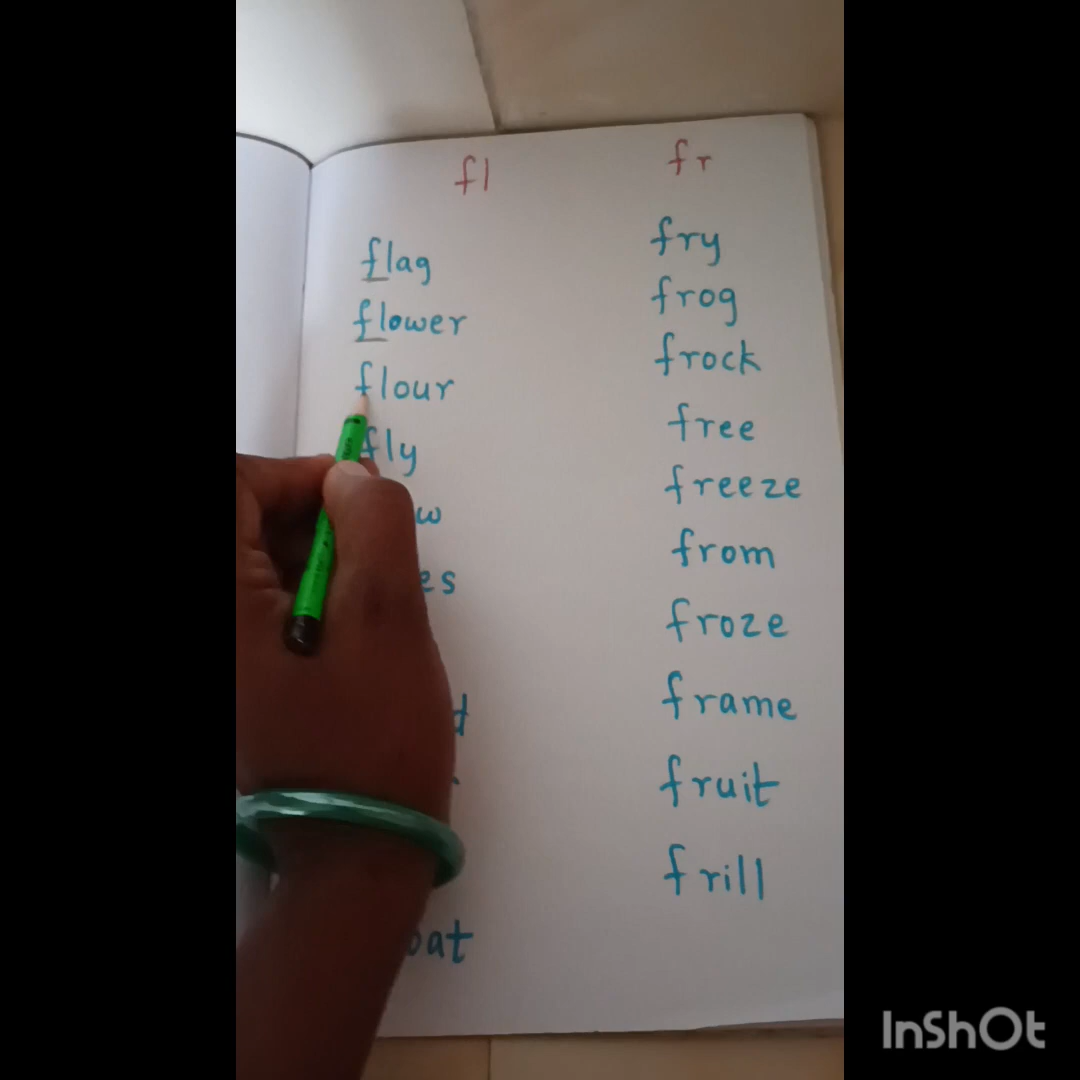 fl fr
flag fry
flower frog
flour frock
fly free
freeze
from
froze
frame
fruit
frill
InShOt